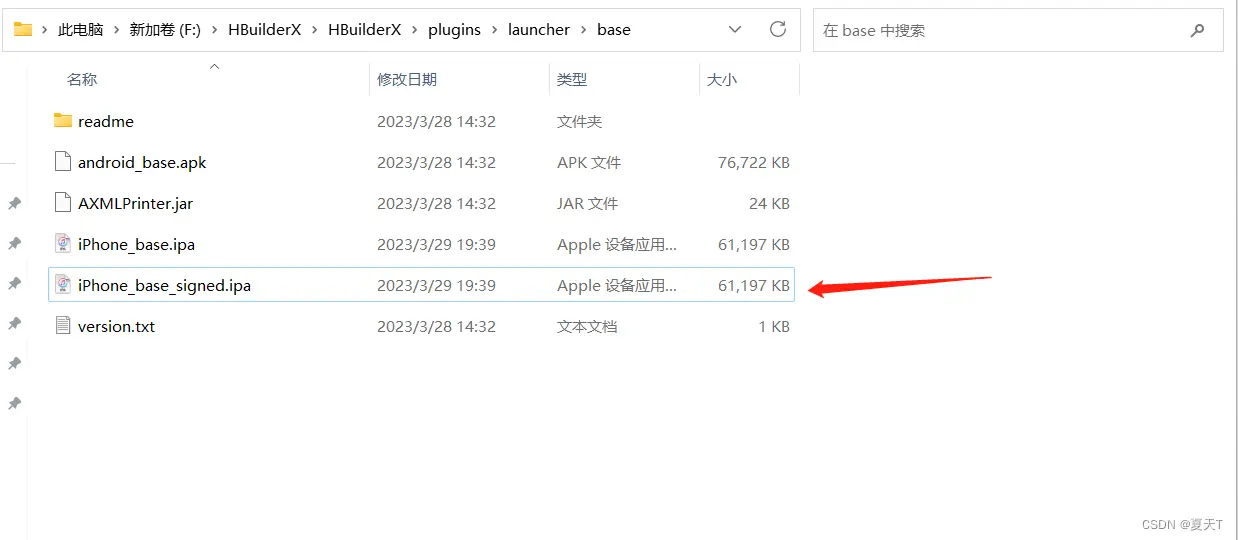 此电脑 › 新加卷 (F:) › HBuilderX › HBuilderX › plugins › launcher › base
在 base 中搜索
名称 修改日期 类型 大小
readme 2023/3/28 14:32 文件夹
android_base.apk 2023/3/28 14:32 APK 文件 76,722 KB
AXMLPrinter.jar 2023/3/28 14:32 JAR 文件 24 KB
iPhone_base.ipa 2023/3/29 19:39 Apple 设备应用... 61,197 KB
iPhone_base_signed.ipa 2023/3/29 19:39 Apple 设备应用... 61,197 KB
version.txt 2023/3/28 14:32 文本文档 1 KB
CSDN @夏天T